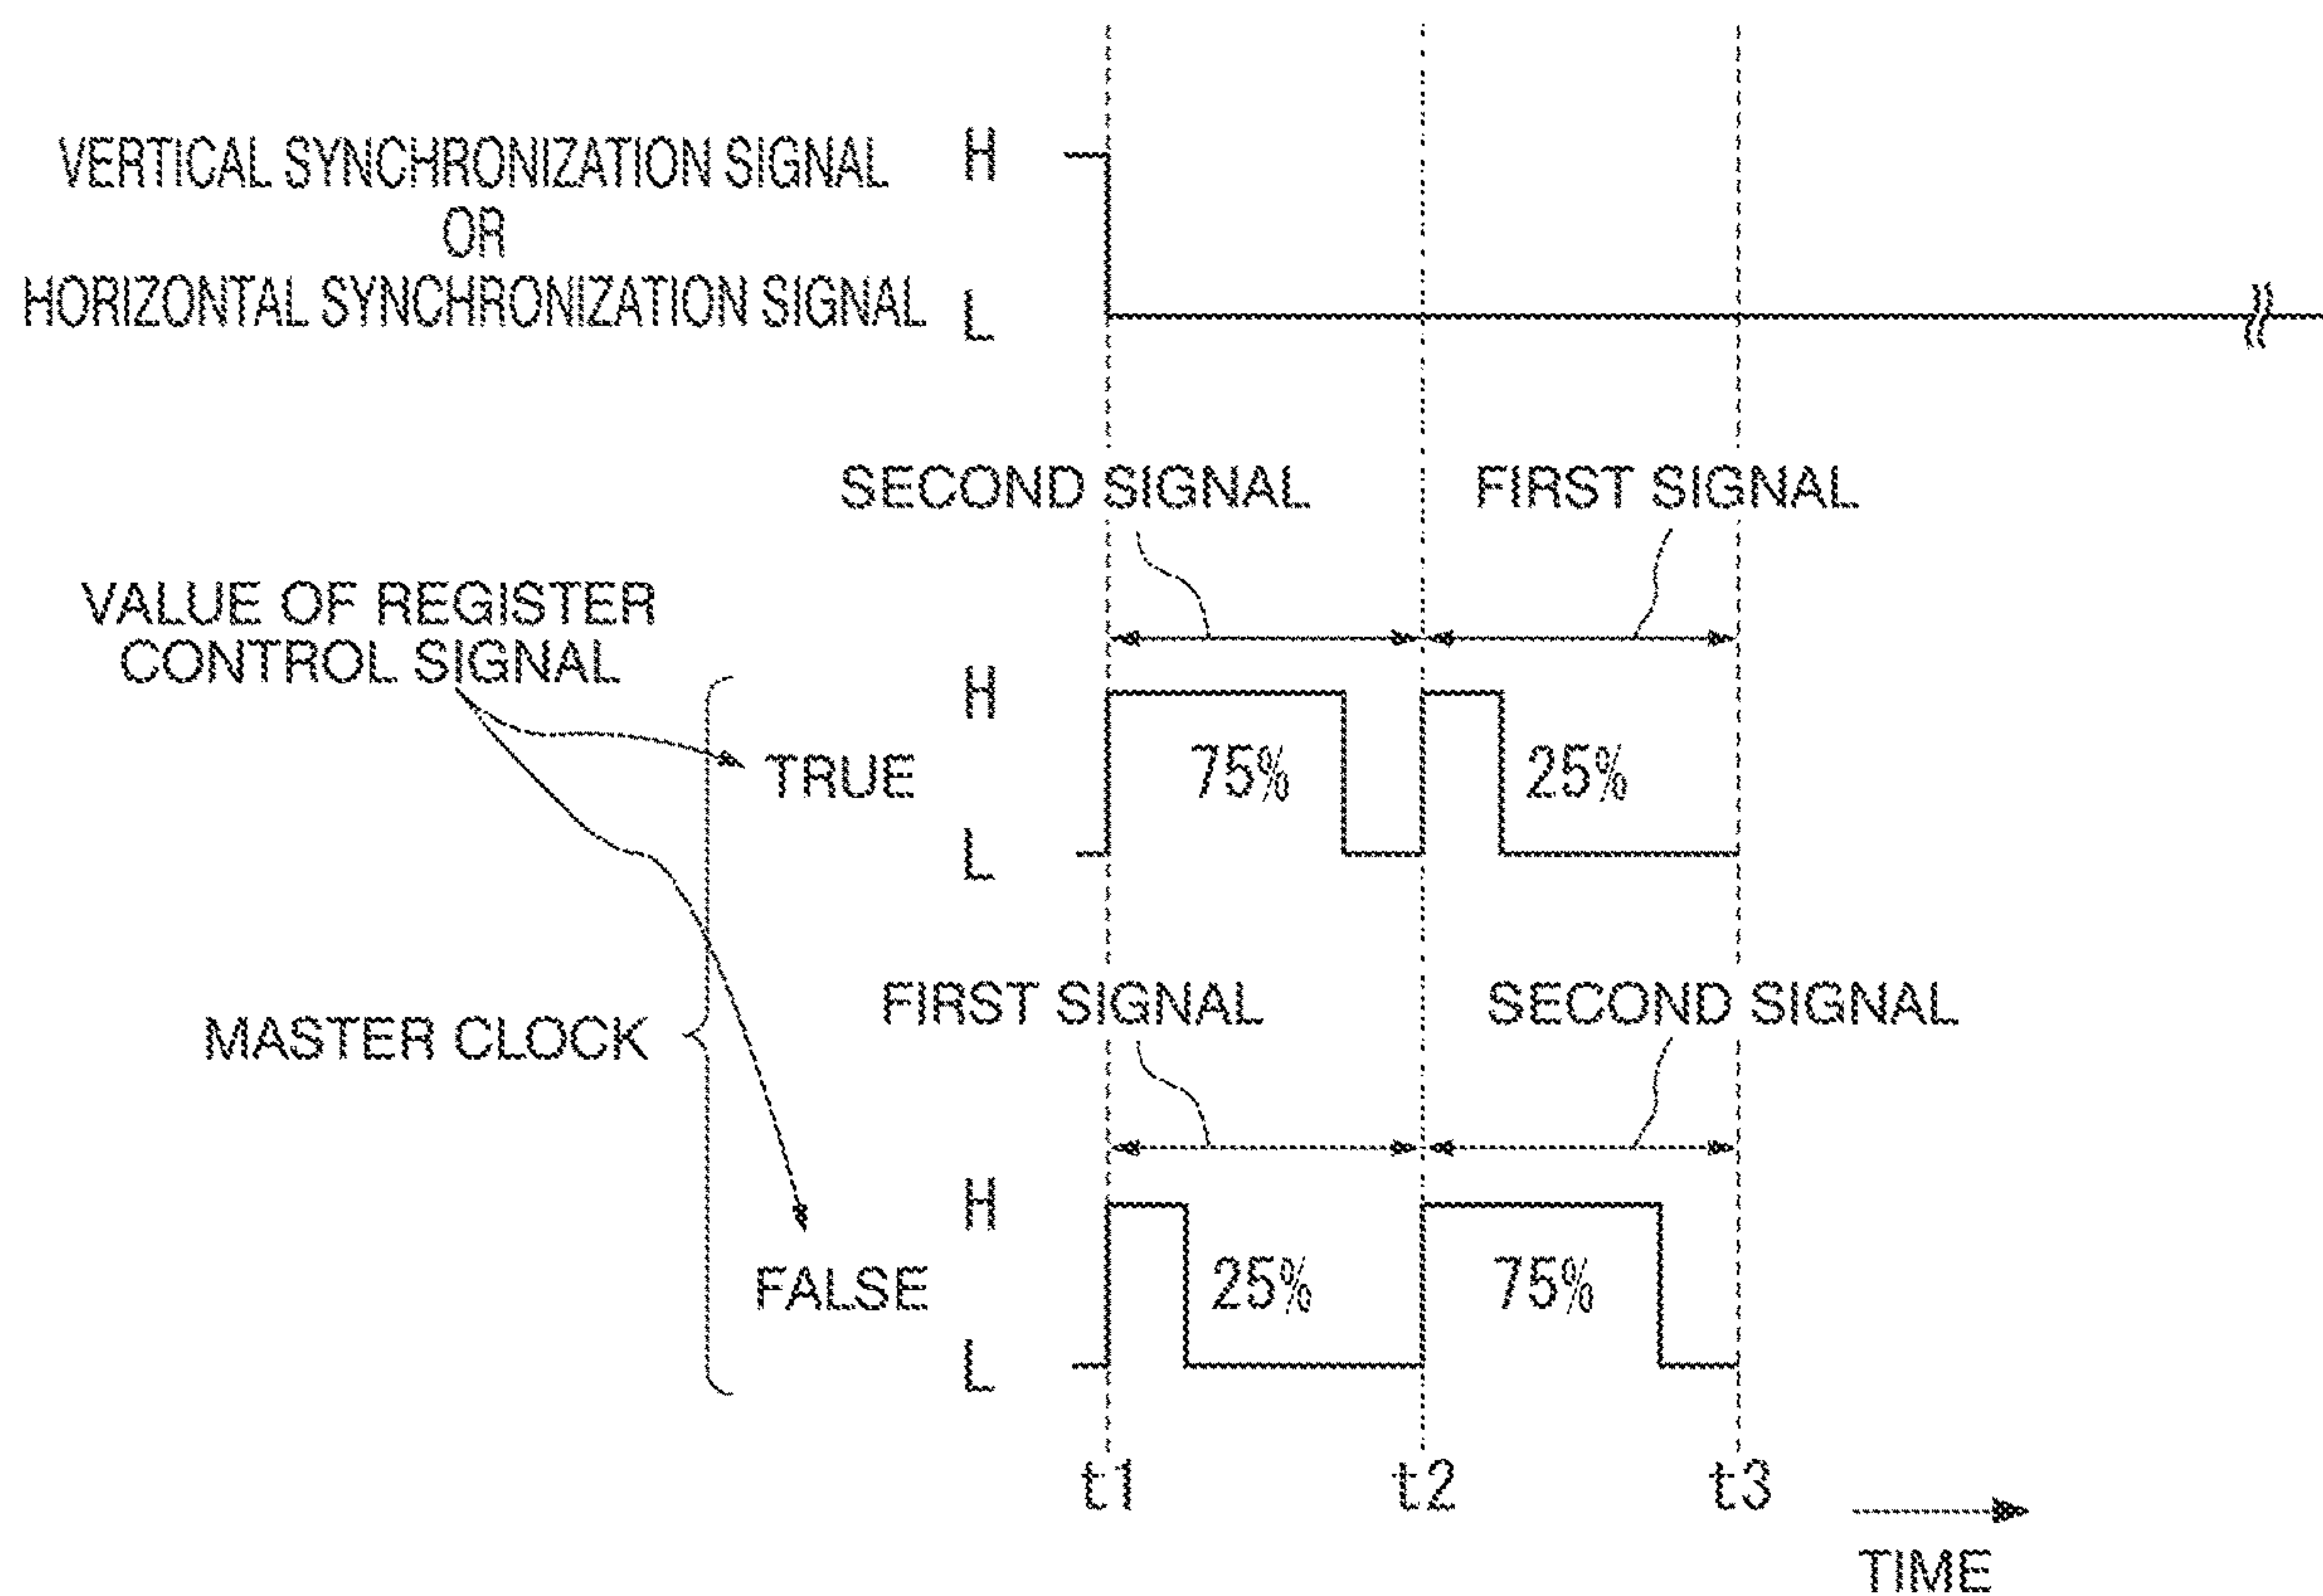 VERTICAL SYNCHRONIZATION SIGNAL
OR
HORIZONTAL SYNCHRONIZATION SIGNAL
H
L
SECOND SIGNAL
FIRST SIGNAL
VALUE OF REGISTER
CONTROL SIGNAL
H
TRUE
75%
25%
L
FIRST SIGNAL
SECOND SIGNAL
MASTER CLOCK
H
FALSE
25%
75%
L
t1
t2
t3
TIME